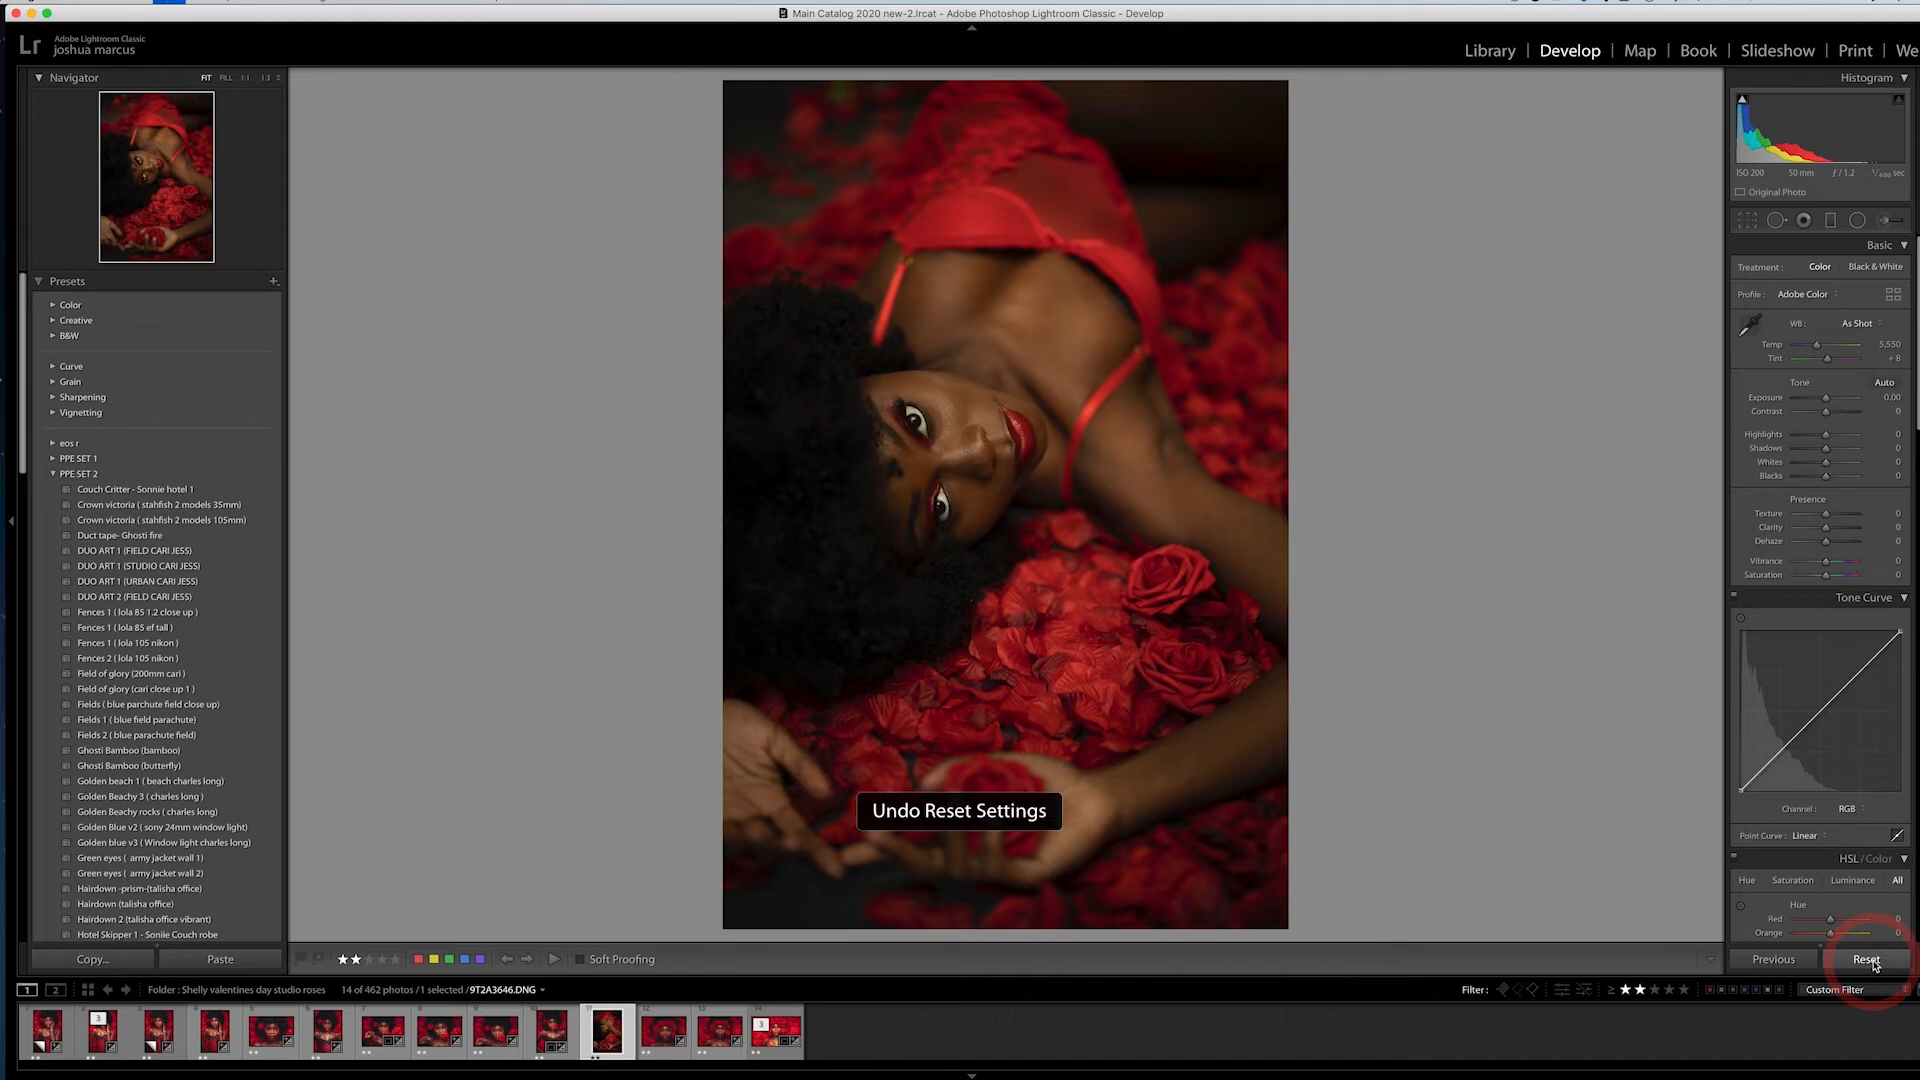 Main Catalog 2020 new-2.lrcat - Adobe Photoshop Lightroom Classic - Develop
Lr
Adobe Lightroom Classic
joshua marcus
Library | Develop | Map | Book | Slideshow | Print | We
Navigator
FIT FILL 1:1 1:3
Presets +
Color
Creative
B&W
Curve
Grain
Sharpening
Vignetting
eos r
PPE SET 1
PPE SET 2
Couch Critter - Sonnie hotel 1
Crown victoria ( stahfish 2 models 35mm)
Crown victoria ( stahfish 2 models 105mm)
Duct tape- Ghosti fire
DUO ART 1 (FIELD CARI JESS)
DUO ART 1 (STUDIO CARI JESS)
DUO ART 1 (URBAN CARI JESS)
DUO ART 2 (FIELD CARI JESS)
Fences 1 ( lola 85 1.2 close up )
Fences 1 ( lola 85 ef tall )
Fences 1 ( lola 105 nikon )
Fences 2 ( lola 105 nikon )
Field of glory (200mm cari )
Field of glory (cari close up 1 )
Fields ( blue parchute field close up)
Fields 1 ( blue field parachute)
Fields 2 ( blue parachute field)
Ghosti Bamboo (bamboo)
Ghosti Bamboo (butterfly)
Golden beach 1 ( beach charles long)
Golden Beachy 3 ( charles long )
Golden Beachy rocks ( charles long)
Golden Blue v2 ( sony 24mm window light)
Golden blue v3 ( Window light charles long)
Green eyes ( army jacket wall 1)
Green eyes ( army jacket wall 2)
Hairdown -prism-(talisha office)
Hairdown (talisha office)
Hairdown 2 (talisha office vibrant)
Hotel Skipper 1 - Soniie Couch robe
Copy...
Paste
Undo Reset Settings
Soft Proofing
Histogram
ISO 200 50 mm ƒ / 1.2 1/400 sec
Original Photo
Basic
Treatment : Color Black & White
Profile : Adobe Color
WB : As Shot
Temp 5,550
Tint + 8
Tone Auto
Exposure 0.00
Contrast 0
Highlights 0
Shadows 0
Whites 0
Blacks 0
Presence
Texture 0
Clarity 0
Dehaze 0
Vibrance 0
Saturation 0
Tone Curve
Channel : RGB
Point Curve : Linear
HSL / Color
Hue Saturation Luminance All
Hue
Red 0
Orange 0
Previous
Reset
1 2 Folder : Shelly valentines day studio roses 14 of 462 photos / 1 selected / 9T2A3646.DNG
Filter : ≥ Custom Filter
3
3